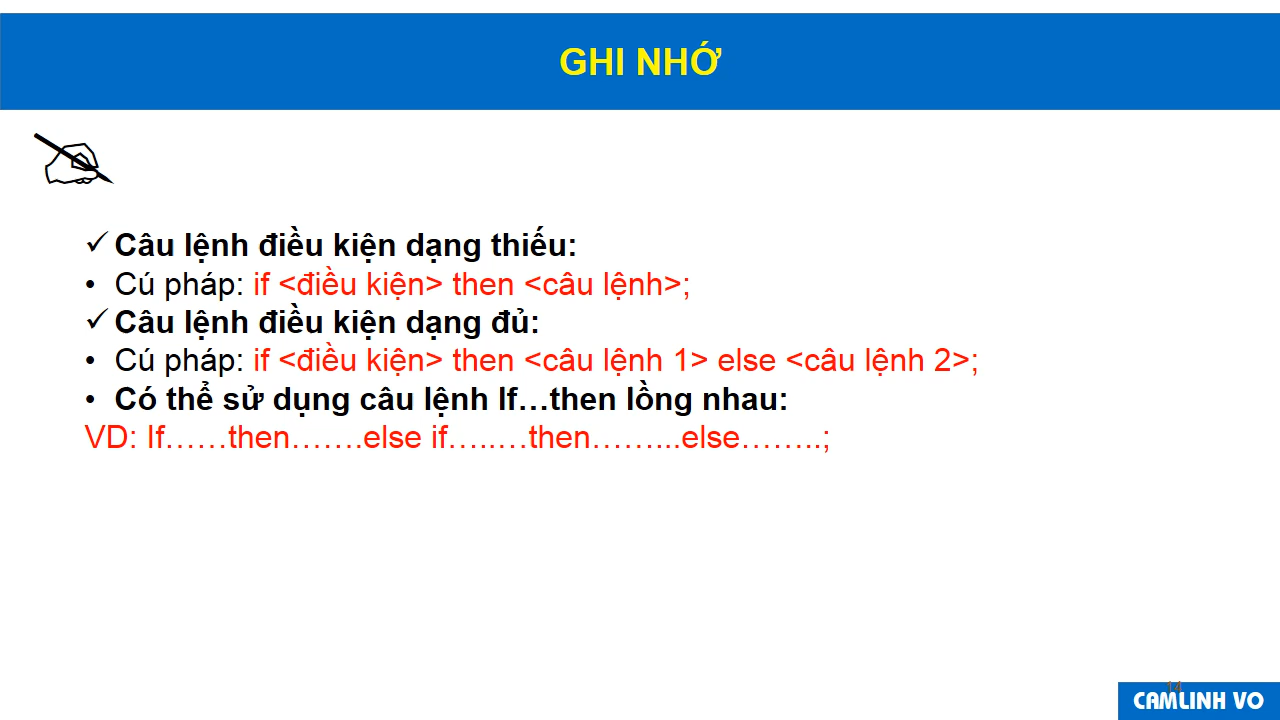 GHI NHỚ
✓ Câu lệnh điều kiện dạng thiếu:
• Cú pháp: if <điều kiện> then <câu lệnh>;
✓ Câu lệnh điều kiện dạng đủ:
• Cú pháp: if <điều kiện> then <câu lệnh 1> else <câu lệnh 2>;
• Có thể sử dụng câu lệnh If…then lồng nhau:
VD: If……then…….else if…..…then……...else……..;
14
CAMLINH VO